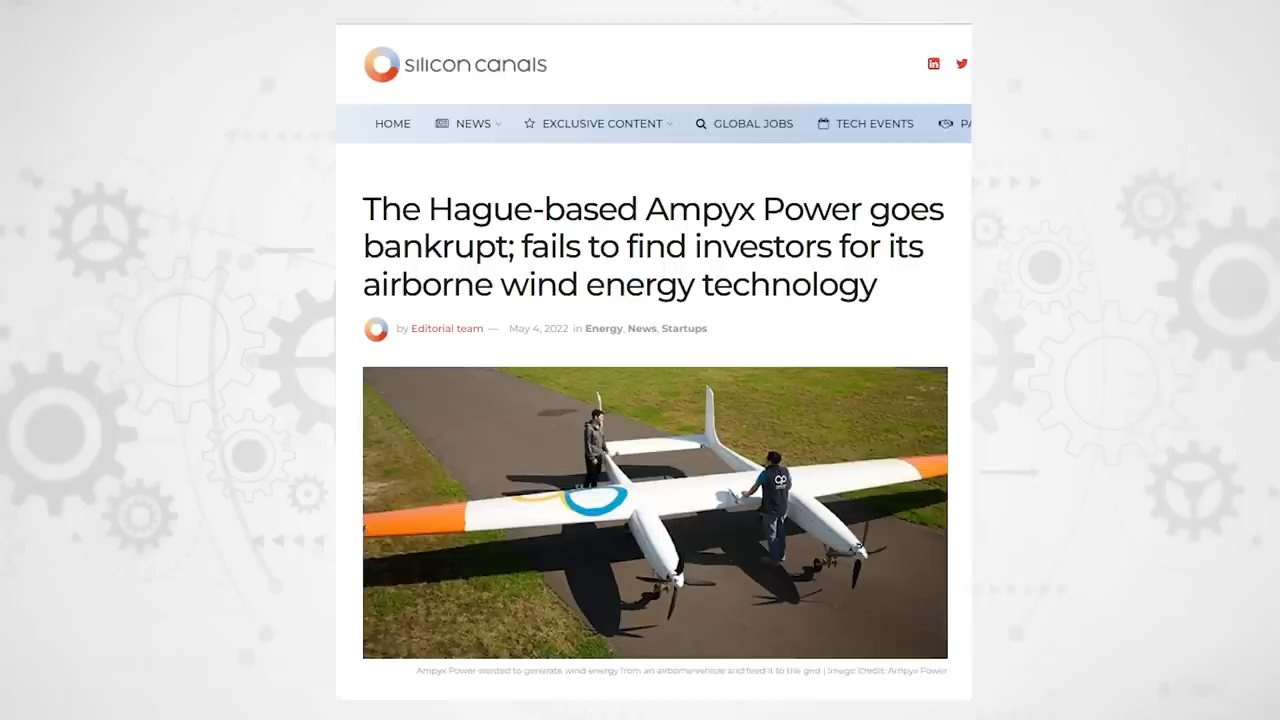 silicon canals
HOME NEWS EXCLUSIVE CONTENT GLOBAL JOBS TECH EVENTS PA
The Hague-based Ampyx Power goes
bankrupt; fails to find investors for its
airborne wind energy technology
by Editorial team — May 4, 2022 in Energy, News, Startups
Ampyx Power wanted to generate wind energy from an airborne vehicle and feed it to the grid | Image Credit: Ampyx Power